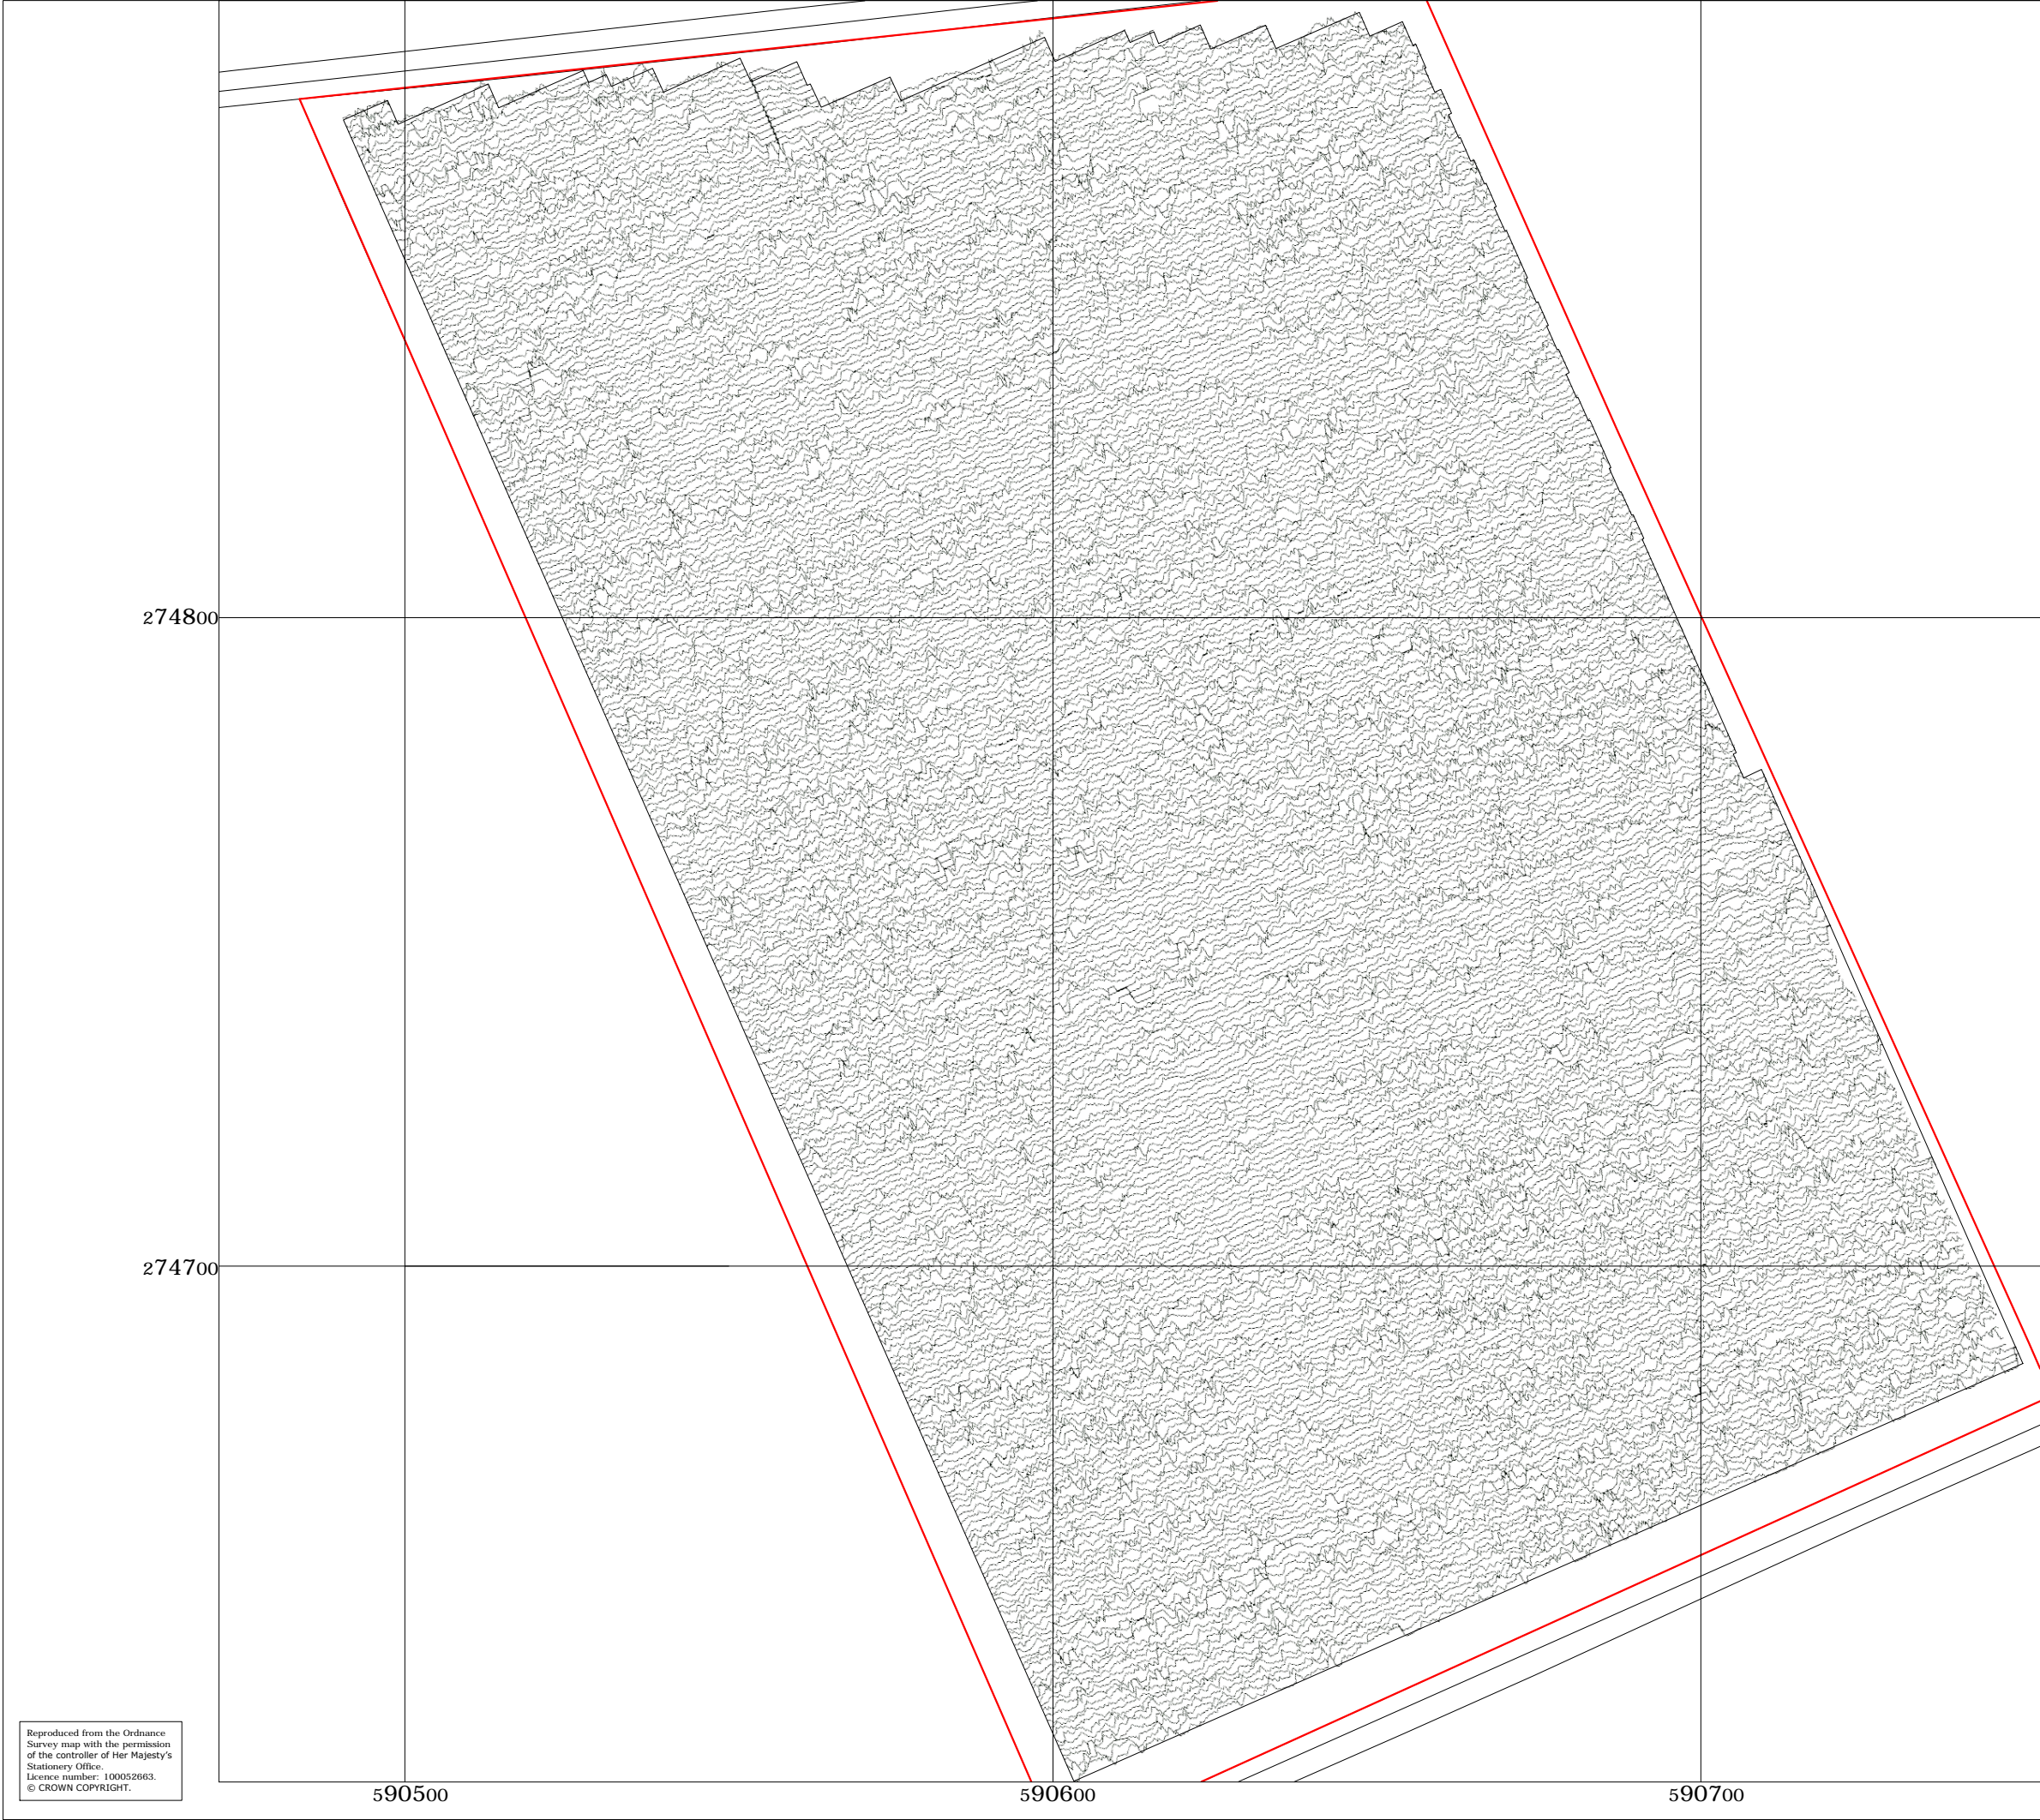 274800
274700
Reproduced from the Ordnance
Survey map with the permission
of the controller of Her Majesty's
Stationery Office.
Licence number: 100052663.
© CROWN COPYRIGHT.
590500
590600
590700